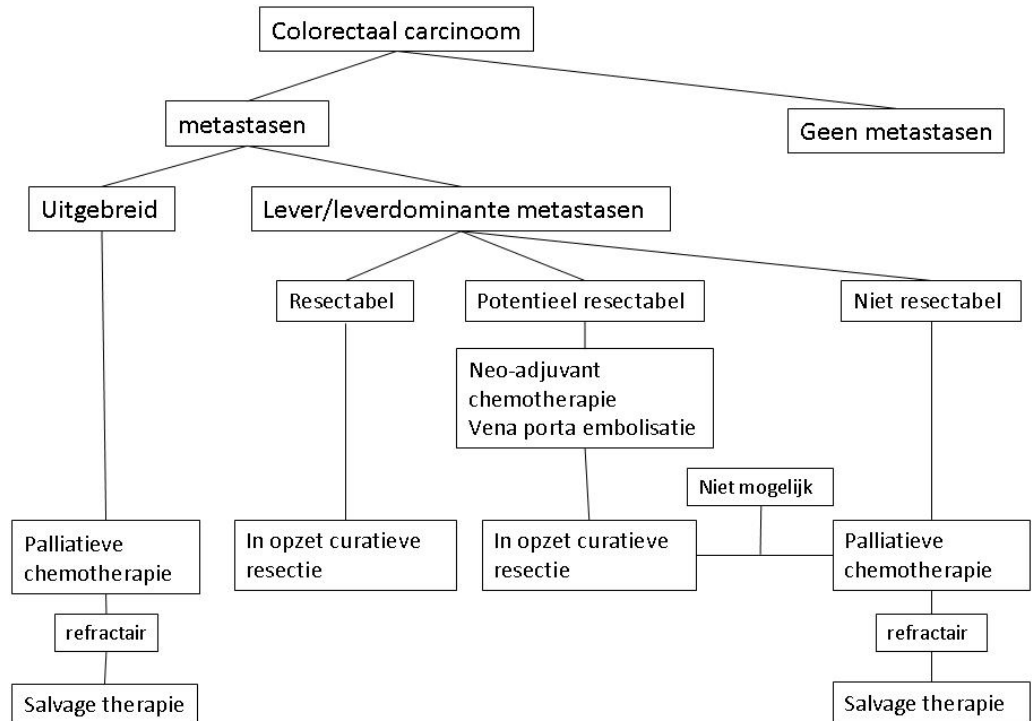 Colorectaal carcinoom
metastasen
Geen metastasen
Uitgebreid
Lever/leverdominante metastasen
Resectabel
Potentieel resectabel
Niet resectabel
Neo-adjuvant
chemotherapie
Vena porta embolisatie
Niet mogelijk
Palliatieve
chemotherapie
In opzet curatieve
resectie
In opzet curatieve
resectie
Palliatieve
chemotherapie
refractair
refractair
Salvage therapie
Salvage therapie